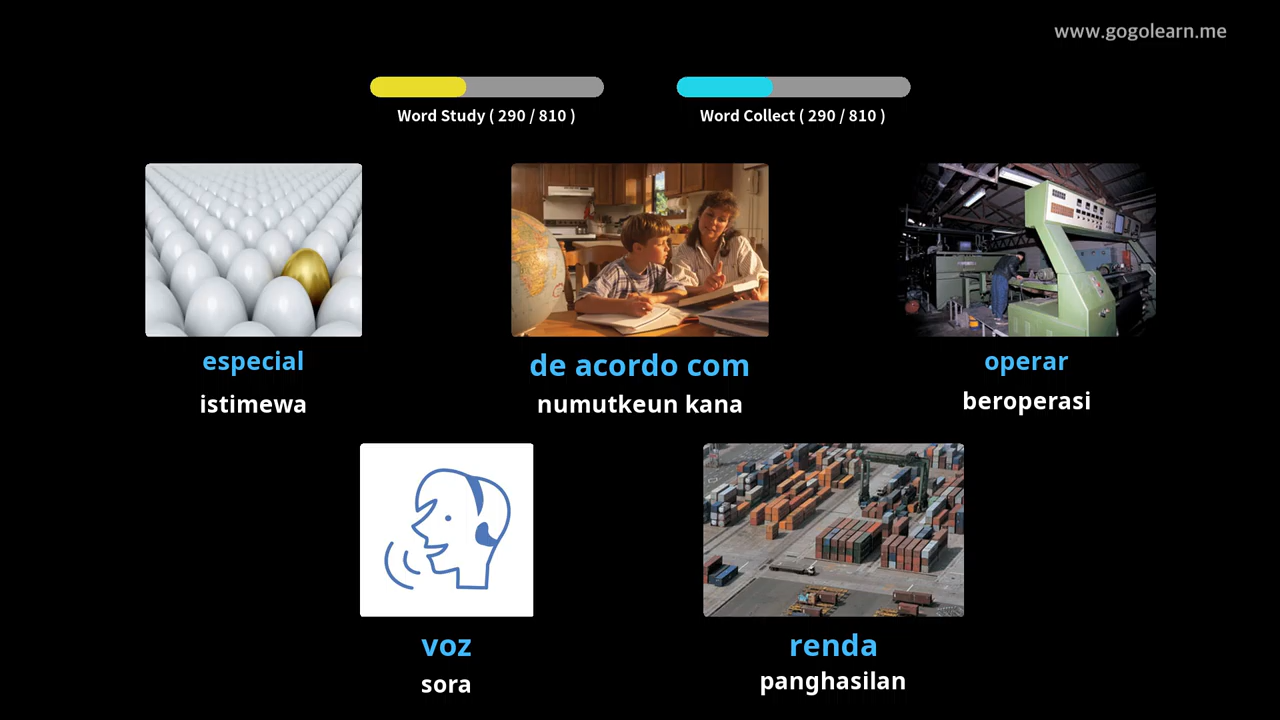 www.gogolearn.me
Word Study ( 290 / 810 )
Word Collect ( 290 / 810 )
especial
istimewa
de acordo com
numutkeun kana
operar
beroperasi
voz
sora
renda
panghasilan